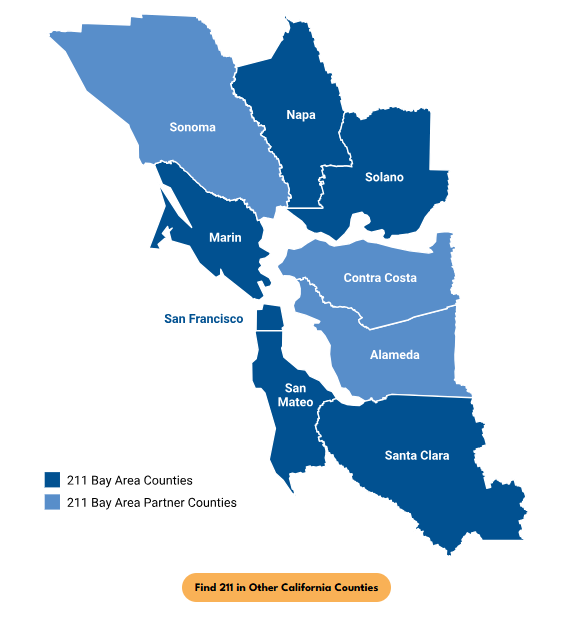 Napa
Sonoma
Solano
Marin
Contra Costa
San Francisco
Alameda
San
Mateo
Santa Clara
211 Bay Area Counties
211 Bay Area Partner Counties
Find 211 in Other California Counties